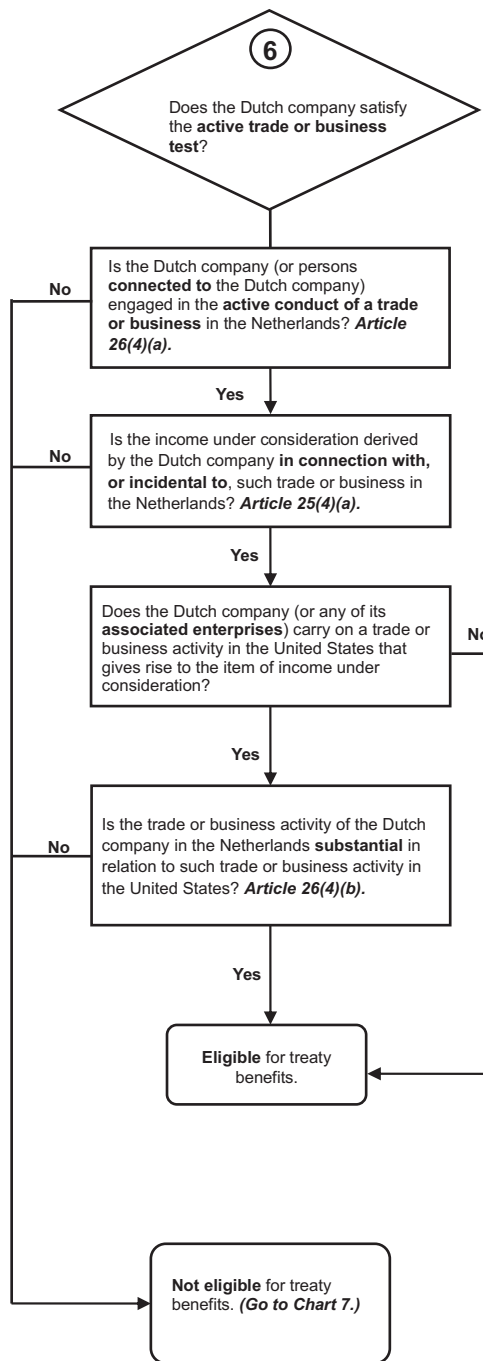 6
Does the Dutch company satisfy
the active trade or business
test?
Is the Dutch company (or persons
connected to the Dutch company)
engaged in the active conduct of a trade
or business in the Netherlands? Article
26(4)(a).
No
Yes
Is the income under consideration derived
by the Dutch company in connection with,
or incidental to, such trade or business in
the Netherlands? Article 25(4)(a).
No
Yes
Does the Dutch company (or any of its
associated enterprises) carry on a trade or
business activity in the United States that
gives rise to the item of income under
consideration?
No
Yes
Is the trade or business activity of the Dutch
company in the Netherlands substantial in
relation to such trade or business activity in
the United States? Article 26(4)(b).
No
Yes
Eligible for treaty
benefits.
Not eligible for treaty
benefits. (Go to Chart 7.)